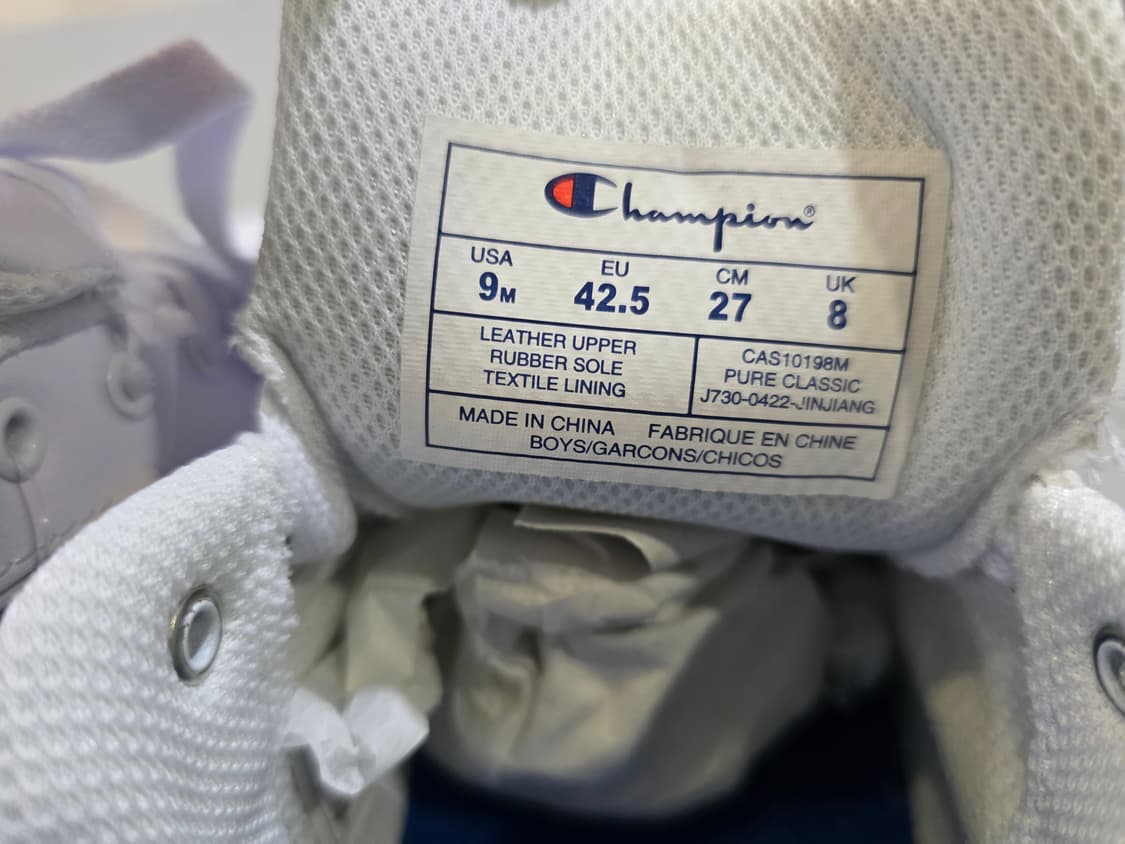 Champion®
USA EU CM UK
9M 42.5 27 8
LEATHER UPPER
RUBBER SOLE
TEXTILE LINING
CAS10198M
PURE CLASSIC
J730-0422-JINJIANG
MADE IN CHINA FABRIQUE EN CHINE
BOYS/GARCONS/CHICOS